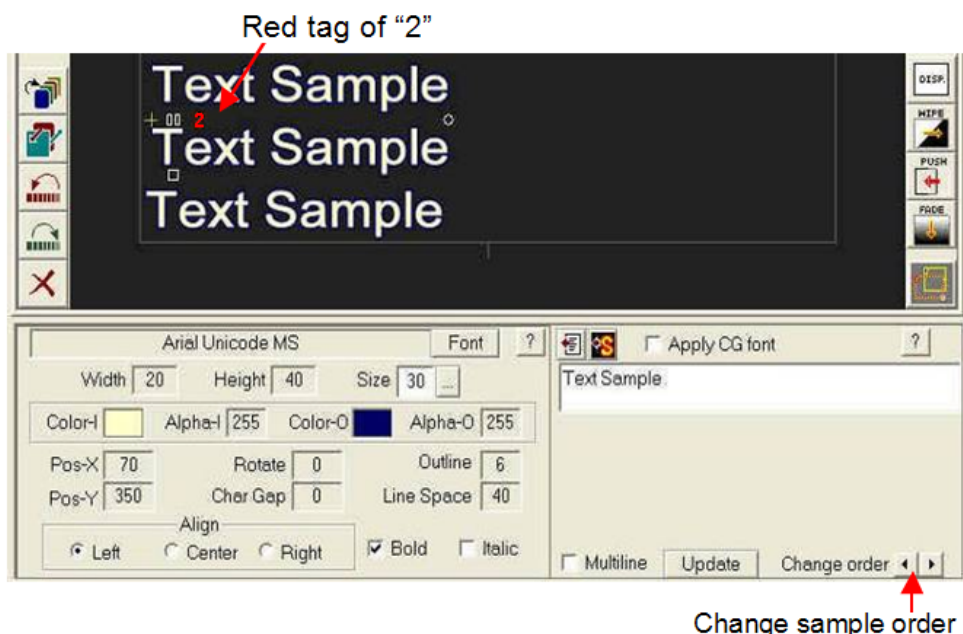 Red tag of “2”
Text Sample
DISP.
00 2
WIPE
Text Sample
PUSH
Text Sample
FADE
Arial Unicode MS Font ?
S Apply CG font ?
Width 20 Height 40 Size 30 ...
Text Sample
Color-I Alpha-I 255 Color-O Alpha-O 255
Pos-X 70 Rotate 0 Outline 6
Pos-Y 350 Char Gap 0 Line Space 40
Align
Left Center Right Bold Italic
Multiline Update Change order
Change sample order